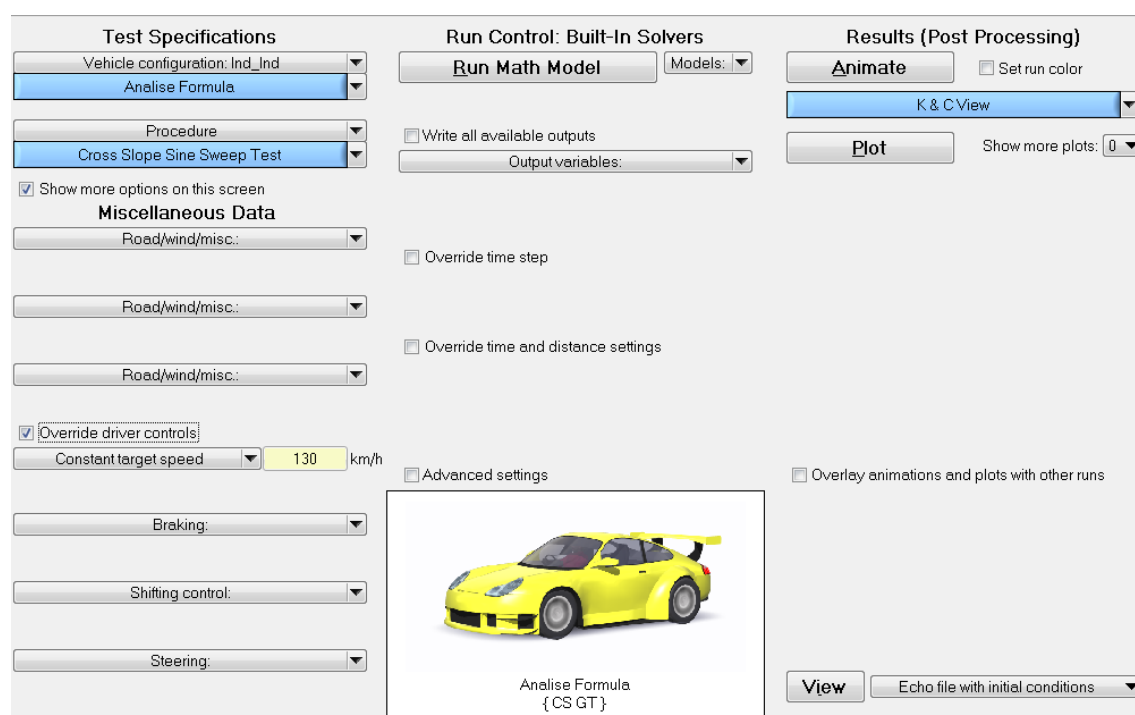 Test Specifications
Vehicle configuration: Ind_Ind
Analise Formula
Procedure
Cross Slope Sine Sweep Test
Show more options on this screen
Miscellaneous Data
Road/wind/misc.:
Road/wind/misc.:
Road/wind/misc.:
Override driver controls
Constant target speed 130 km/h
Braking:
Shifting control:
Steering:
Run Control: Built-In Solvers
Run Math Model Models:
Write all available outputs
Output variables:
Override time step
Override time and distance settings
Advanced settings
Analise Formula
{ CS GT }
Results (Post Processing)
Animate Set run color
K & C View
Plot Show more plots: 0
Overlay animations and plots with other runs
View Echo file with initial conditions